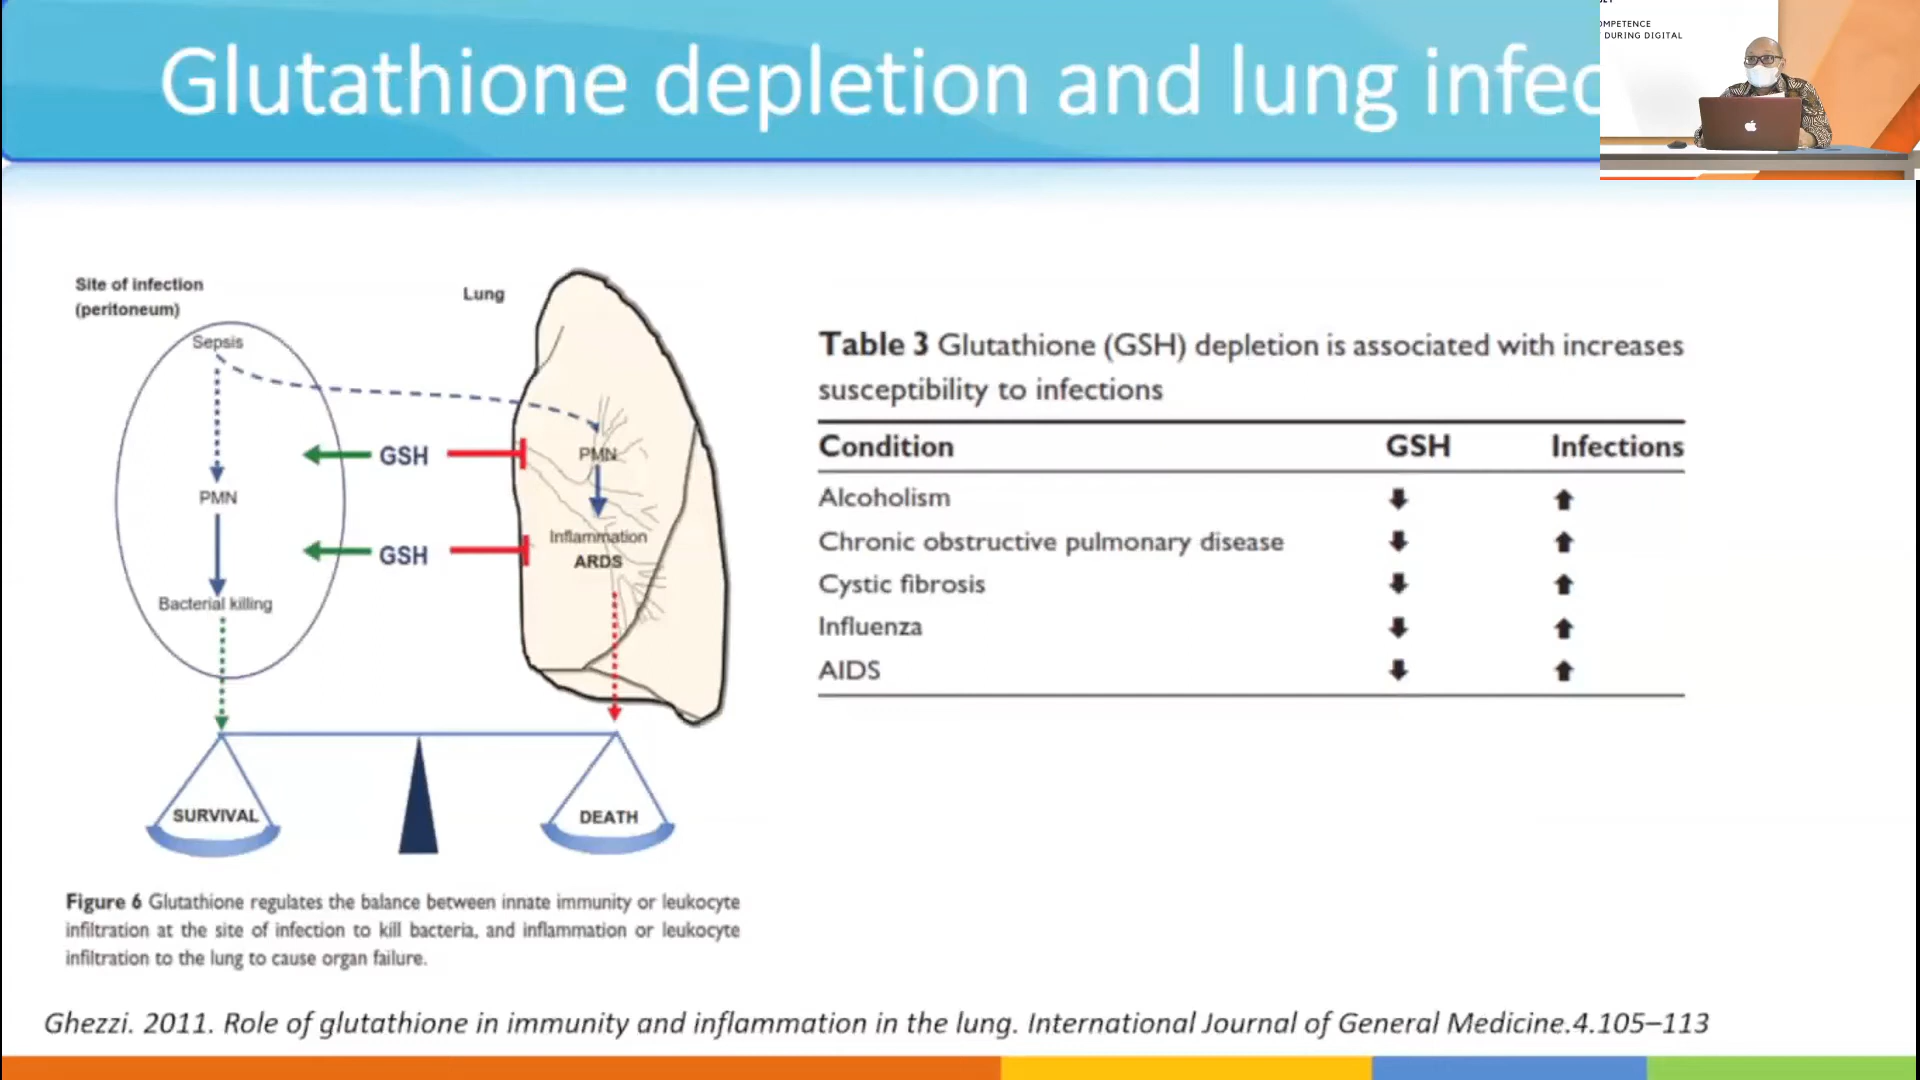 Glutathione depletion and lung infec
OMPETENCE
DURING DIGITAL
Site of infection
(peritoneum)
Lung
Sepsis
GSH
PMN
PMN
Inflammation
ARDS
GSH
Bacterial killing
SURVIVAL
DEATH
Figure 6 Glutathione regulates the balance between innate immunity or leukocyte
infiltration at the site of infection to kill bacteria, and inflammation or leukocyte
infiltration to the lung to cause organ failure.
Table 3 Glutathione (GSH) depletion is associated with increases
susceptibility to infections
Condition GSH Infections
Alcoholism ⬇ ⬆
Chronic obstructive pulmonary disease ⬇ ⬆
Cystic fibrosis ⬇ ⬆
Influenza ⬇ ⬆
AIDS ⬇ ⬆
Ghezzi. 2011. Role of glutathione in immunity and inflammation in the lung. International Journal of General Medicine.4.105–113